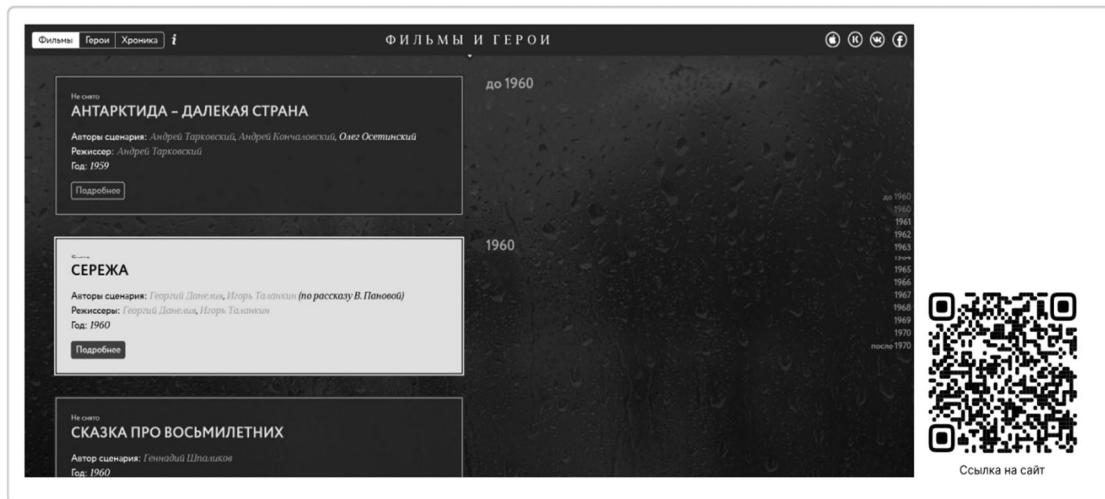 Фильмы Герои Хроника i
ФИЛЬМЫ И ГЕРОИ
до 1960
Не снято
АНТАРКТИДА – ДАЛЕКАЯ СТРАНА
Авторы сценария: Андрей Тарковский, Андрей Кончаловский, Олег Осетинский
Режиссер: Андрей Тарковский
Год: 1959
Подробнее
1960
СЕРЕЖА
Авторы сценария: Георгий Данелия, Игорь Таланкин (по рассказу В. Пановой)
Режиссеры: Георгий Данелия, Игорь Таланкин
Год: 1960
Подробнее
Не снято
СКАЗКА ПРО ВОСЬМИЛЕТНИХ
Автор сценария: Геннадий Шпаликов
Год: 1960
до 1960
1960
1961
1962
1963
1965
1966
1967
1968
1969
1970
после 1970
Ссылка на сайт